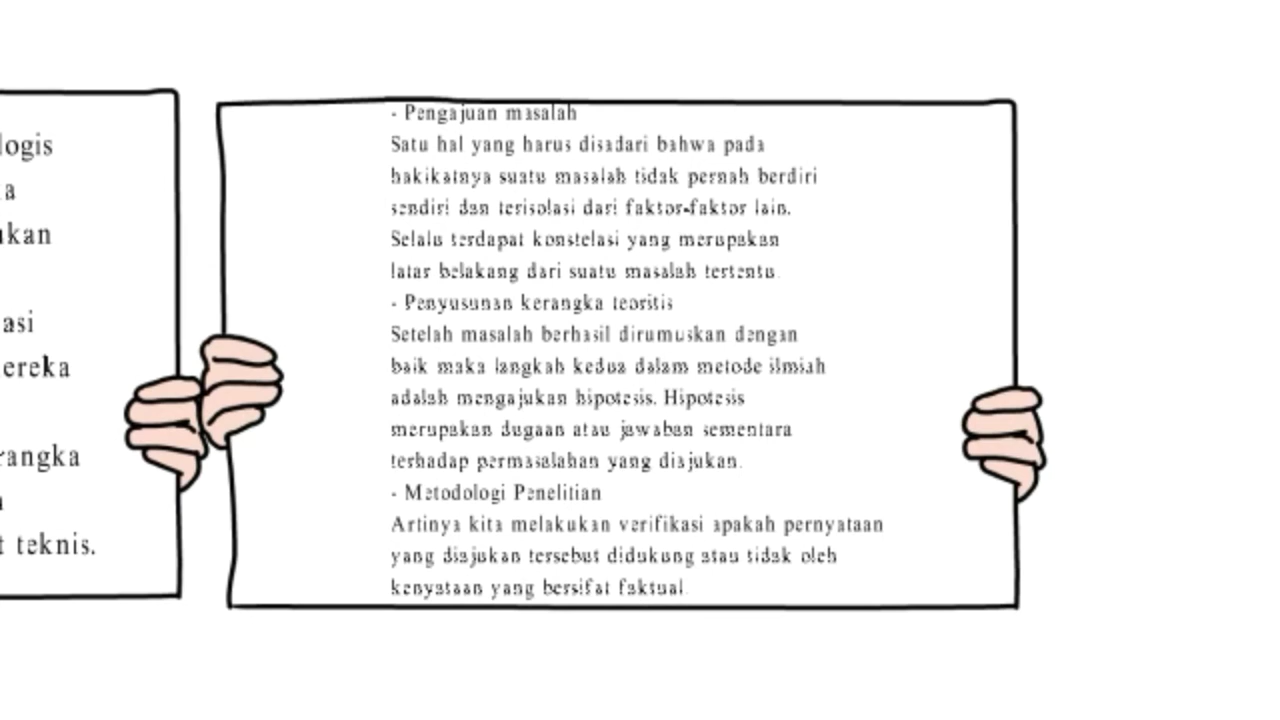 logis
a
ukan
asi
ereka
rangka
t teknis.
- Pengajuan masalah
Satu hal yang harus disadari bahwa pada
hakikatnya suatu masalah tidak pernah berdiri
sendiri dan terisolasi dari faktor-faktor lain.
Selalu terdapat konstelasi yang merupakan
latar belakang dari suatu masalah tertentu.
- Penyusunan kerangka teoritis
Setelah masalah berhasil dirumuskan dengan
baik maka langkah kedua dalam metode ilmiah
adalah mengajukan hipotesis. Hipotesis
merupakan dugaan atau jawaban sementara
terhadap permasalahan yang diajukan.
- Metodologi Penelitian
Artinya kita melakukan verifikasi apakah pernyataan
yang diajukan tersebut didukung atau tidak oleh
kenyataan yang bersifat faktual.